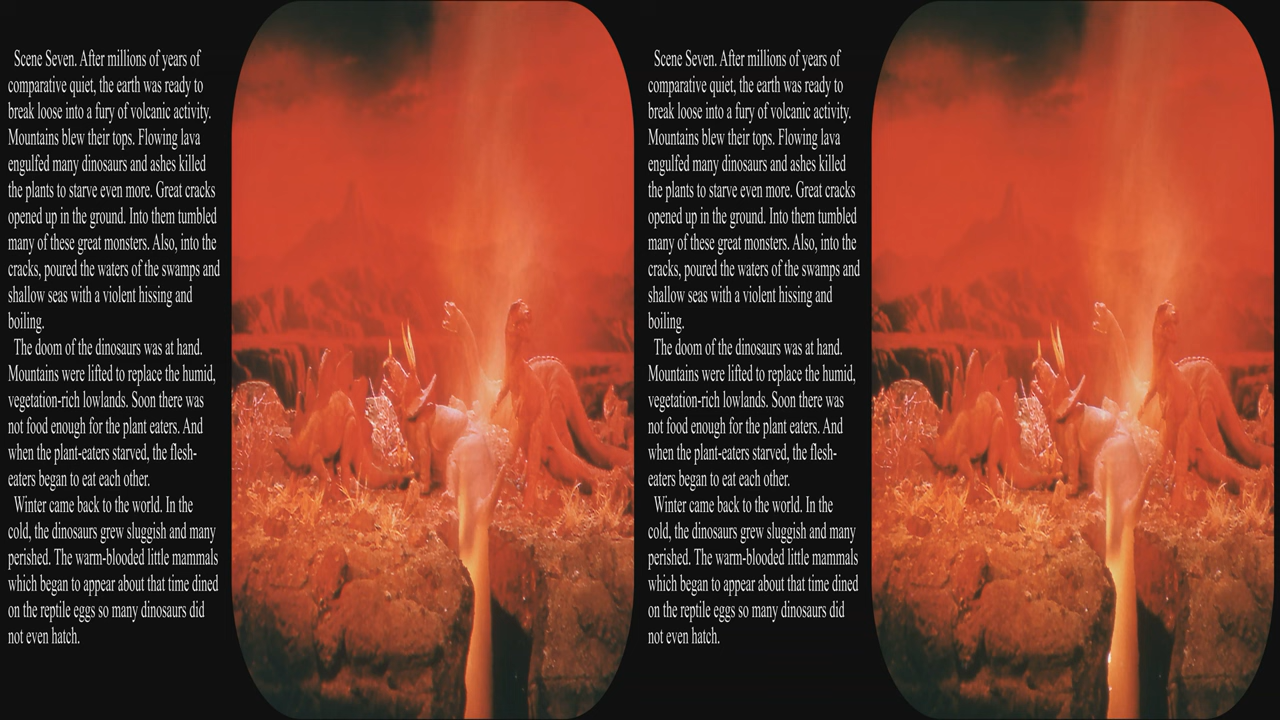 Scene Seven. After millions of years of
comparative quiet, the earth was ready to
break loose into a fury of volcanic activity.
Mountains blew their tops. Flowing lava
engulfed many dinosaurs and ashes killed
the plants to starve even more. Great cracks
opened up in the ground. Into them tumbled
many of these great monsters. Also, into the
cracks, poured the waters of the swamps and
shallow seas with a violent hissing and
boiling.
The doom of the dinosaurs was at hand.
Mountains were lifted to replace the humid,
vegetation-rich lowlands. Soon there was
not food enough for the plant eaters. And
when the plant-eaters starved, the flesh-
eaters began to eat each other.
Winter came back to the world. In the
cold, the dinosaurs grew sluggish and many
perished. The warm-blooded little mammals
which began to appear about that time dined
on the reptile eggs so many dinosaurs did
not even hatch.
Scene Seven. After millions of years of
comparative quiet, the earth was ready to
break loose into a fury of volcanic activity.
Mountains blew their tops. Flowing lava
engulfed many dinosaurs and ashes killed
the plants to starve even more. Great cracks
opened up in the ground. Into them tumbled
many of these great monsters. Also, into the
cracks, poured the waters of the swamps and
shallow seas with a violent hissing and
boiling.
The doom of the dinosaurs was at hand.
Mountains were lifted to replace the humid,
vegetation-rich lowlands. Soon there was
not food enough for the plant eaters. And
when the plant-eaters starved, the flesh-
eaters began to eat each other.
Winter came back to the world. In the
cold, the dinosaurs grew sluggish and many
perished. The warm-blooded little mammals
which began to appear about that time dined
on the reptile eggs so many dinosaurs did
not even hatch.